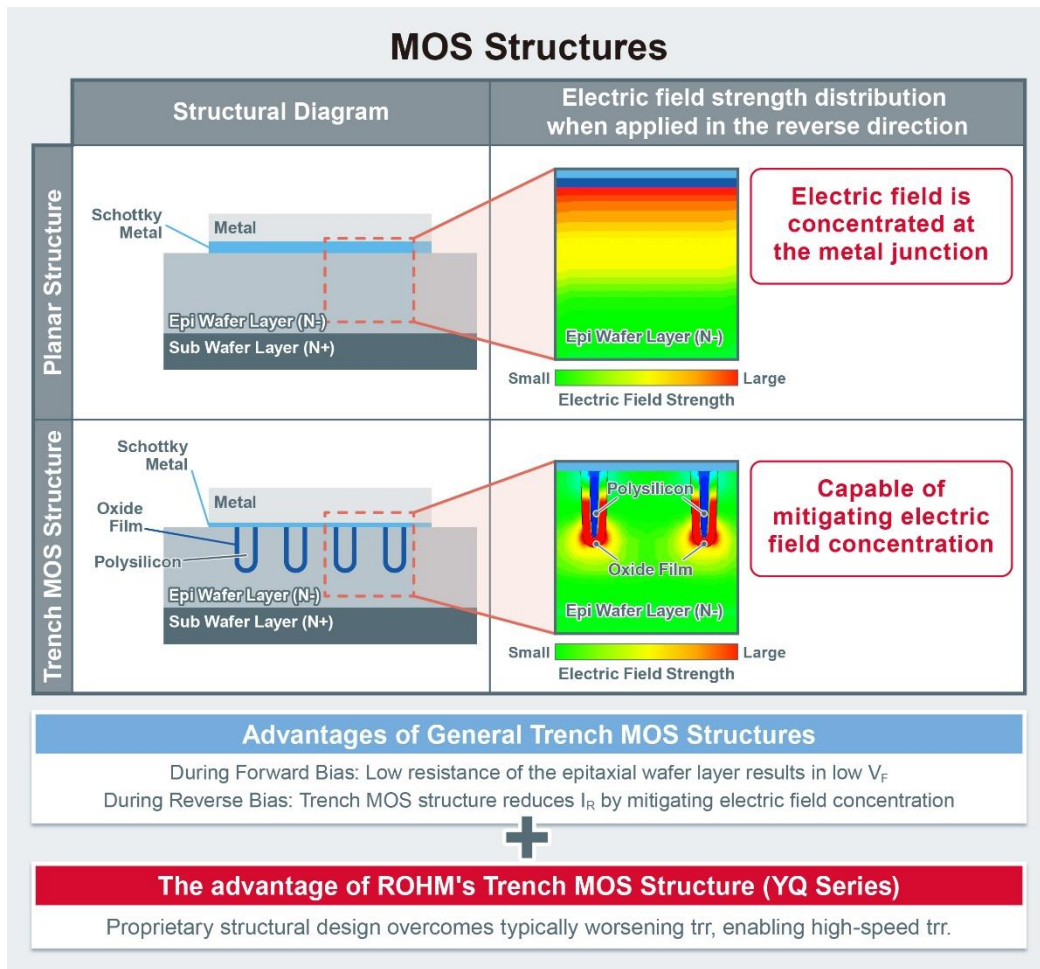 MOS Structures
Structural Diagram
Electric field strength distribution
when applied in the reverse direction
Planar Structure
Schottky
Metal
Metal
Epi Wafer Layer (N-)
Sub Wafer Layer (N+)
Epi Wafer Layer (N-)
Small
Large
Electric Field Strength
Electric field is
concentrated at
the metal junction
Trench MOS Structure
Schottky
Metal
Oxide
Film
Metal
Polysilicon
Epi Wafer Layer (N-)
Sub Wafer Layer (N+)
Polysilicon
Oxide Film
Epi Wafer Layer (N-)
Small
Large
Electric Field Strength
Capable of
mitigating electric
field concentration
Advantages of General Trench MOS Structures
During Forward Bias: Low resistance of the epitaxial wafer layer results in low VF
During Reverse Bias: Trench MOS structure reduces IR by mitigating electric field concentration
+
The advantage of ROHM's Trench MOS Structure (YQ Series)
Proprietary structural design overcomes typically worsening trr, enabling high-speed trr.